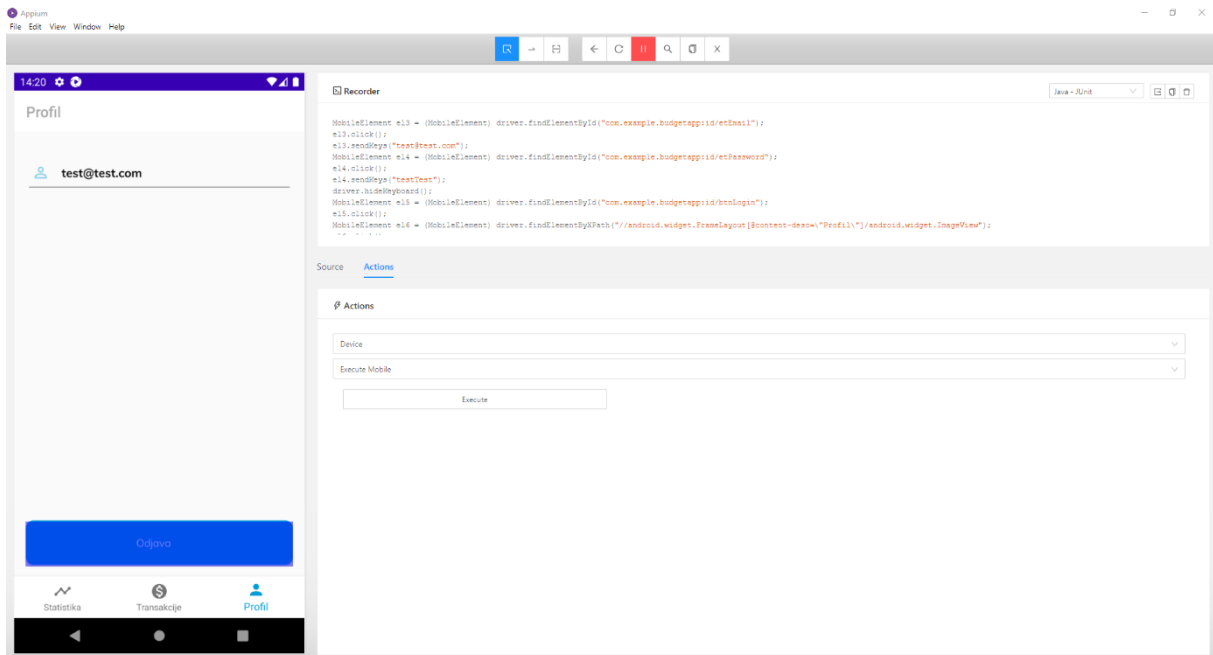 Appium
File Edit View Window Help
14:20
Profil
test@test.com
Odjava
Statistika Transakcije Profil
Recorder
Java - JUnit
MobileElement el3 = (MobileElement) driver.findElementById("com.example.budgetapp:id/etEmail");
el3.click();
el3.sendKeys("test@test.com");
MobileElement el4 = (MobileElement) driver.findElementById("com.example.budgetapp:id/etPassword");
el4.click();
el4.sendKeys("testTest");
driver.hideKeyboard();
MobileElement el5 = (MobileElement) driver.findElementById("com.example.budgetapp:id/btnLogin");
el5.click();
MobileElement el6 = (MobileElement) driver.findElementByXPath("//android.widget.FrameLayout[@content-desc=\"Profil\"]/android.widget.ImageView");
Source Actions
Actions
Device
Execute Mobile
Execute